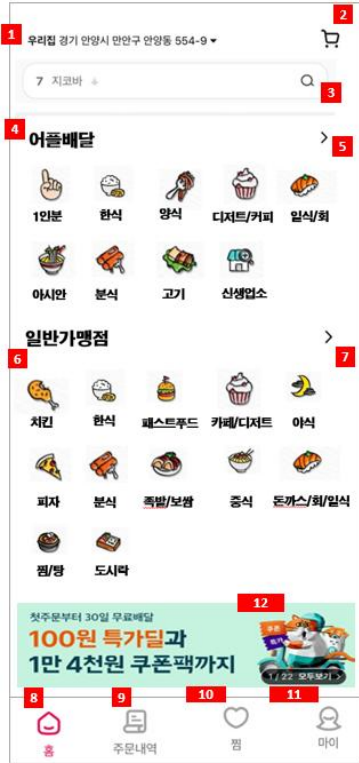 1
2
우리집 경기 안양시 만안구 안양동 554-9
7 지코바
3
4
어플배달
5
1인분 한식 양식 디저트/커피 일식/회
아시안 분식 고기 신생업소
일반가맹점
6
7
치킨 한식 패스트푸드 카페/디저트 야식
피자 분식 족발/보쌈 중식 돈까스/회/일식
찜/탕 도시락
12
첫주문부터 30일 무료배달
100원 특가딜과
1만 4천원 쿠폰팩까지
쿠폰
특가
1 / 22 모두보기
8 9 10 11
홈 주문내역 찜 마이